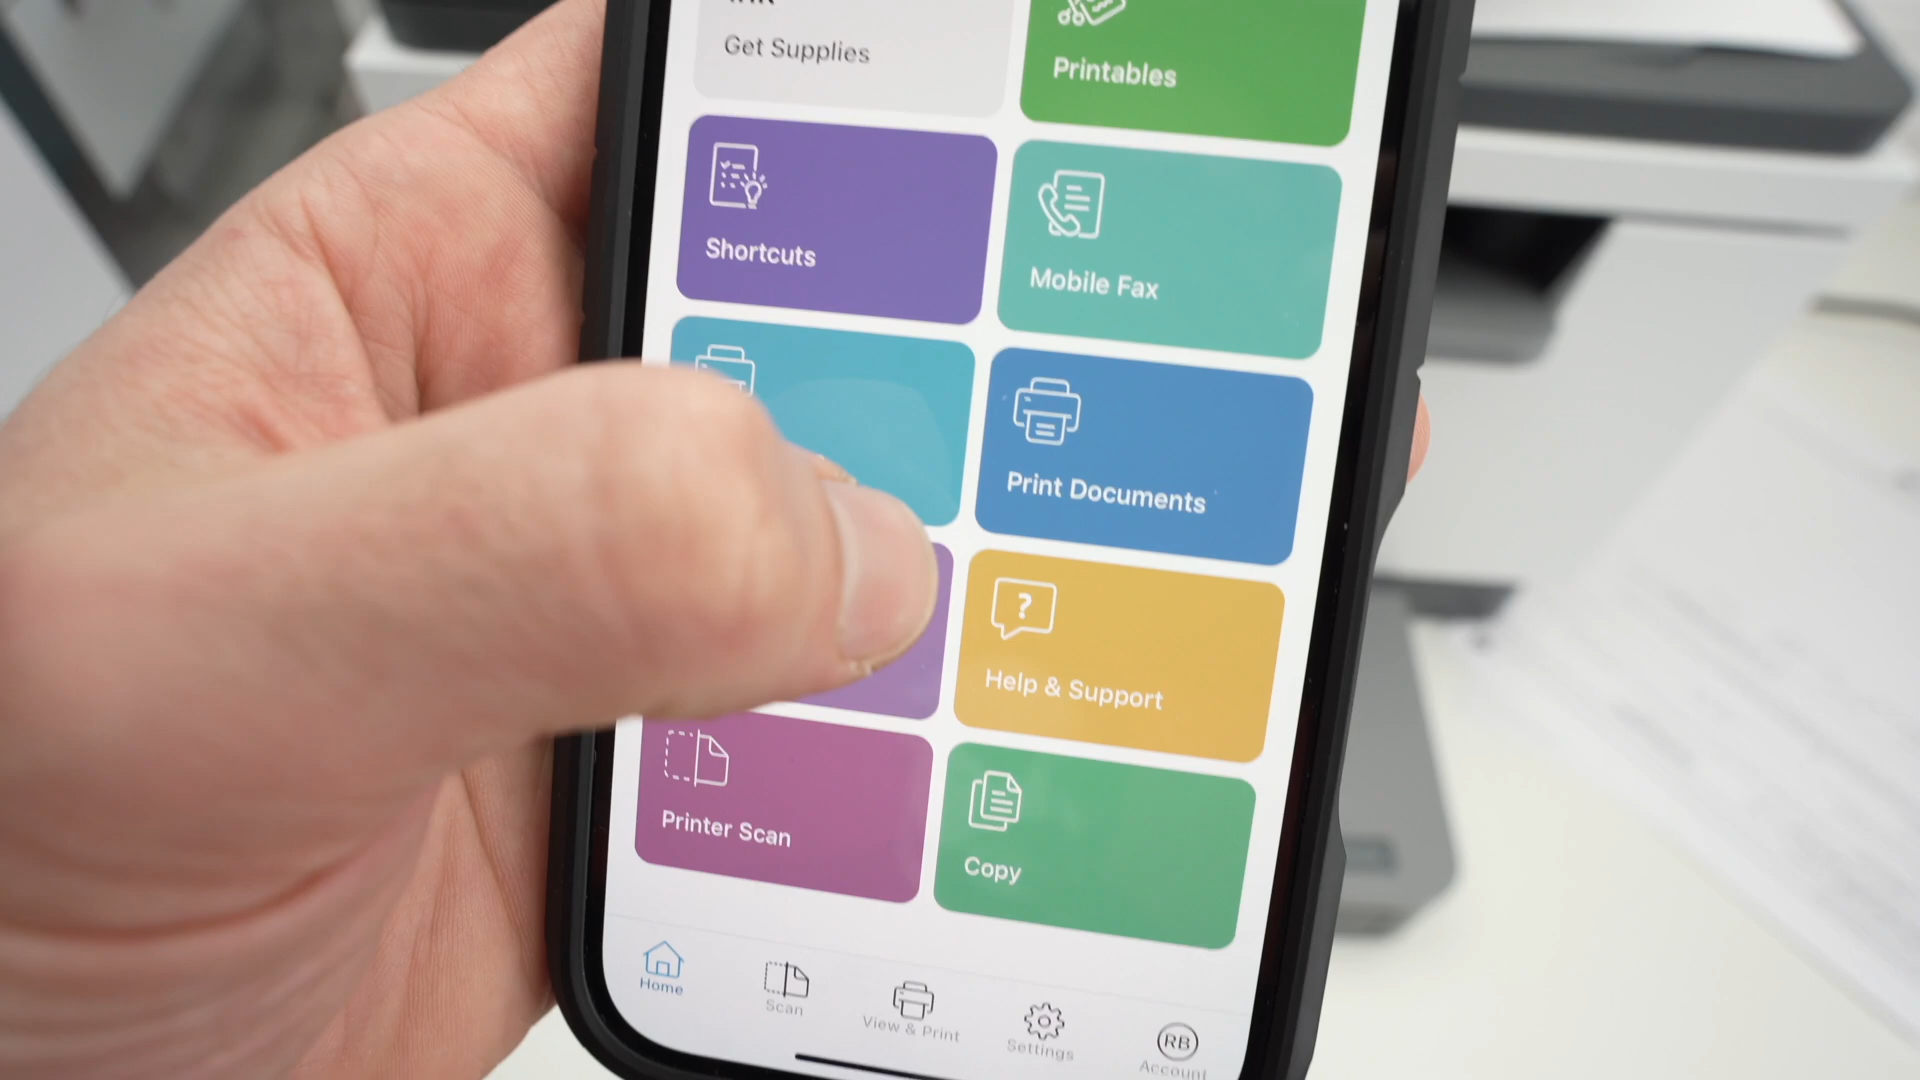 Get Supplies
Printables
Shortcuts
Mobile Fax
Print Documents
?
Help & Support
Printer Scan
Copy
Home
Scan
View & Print
Settings
RB
Account